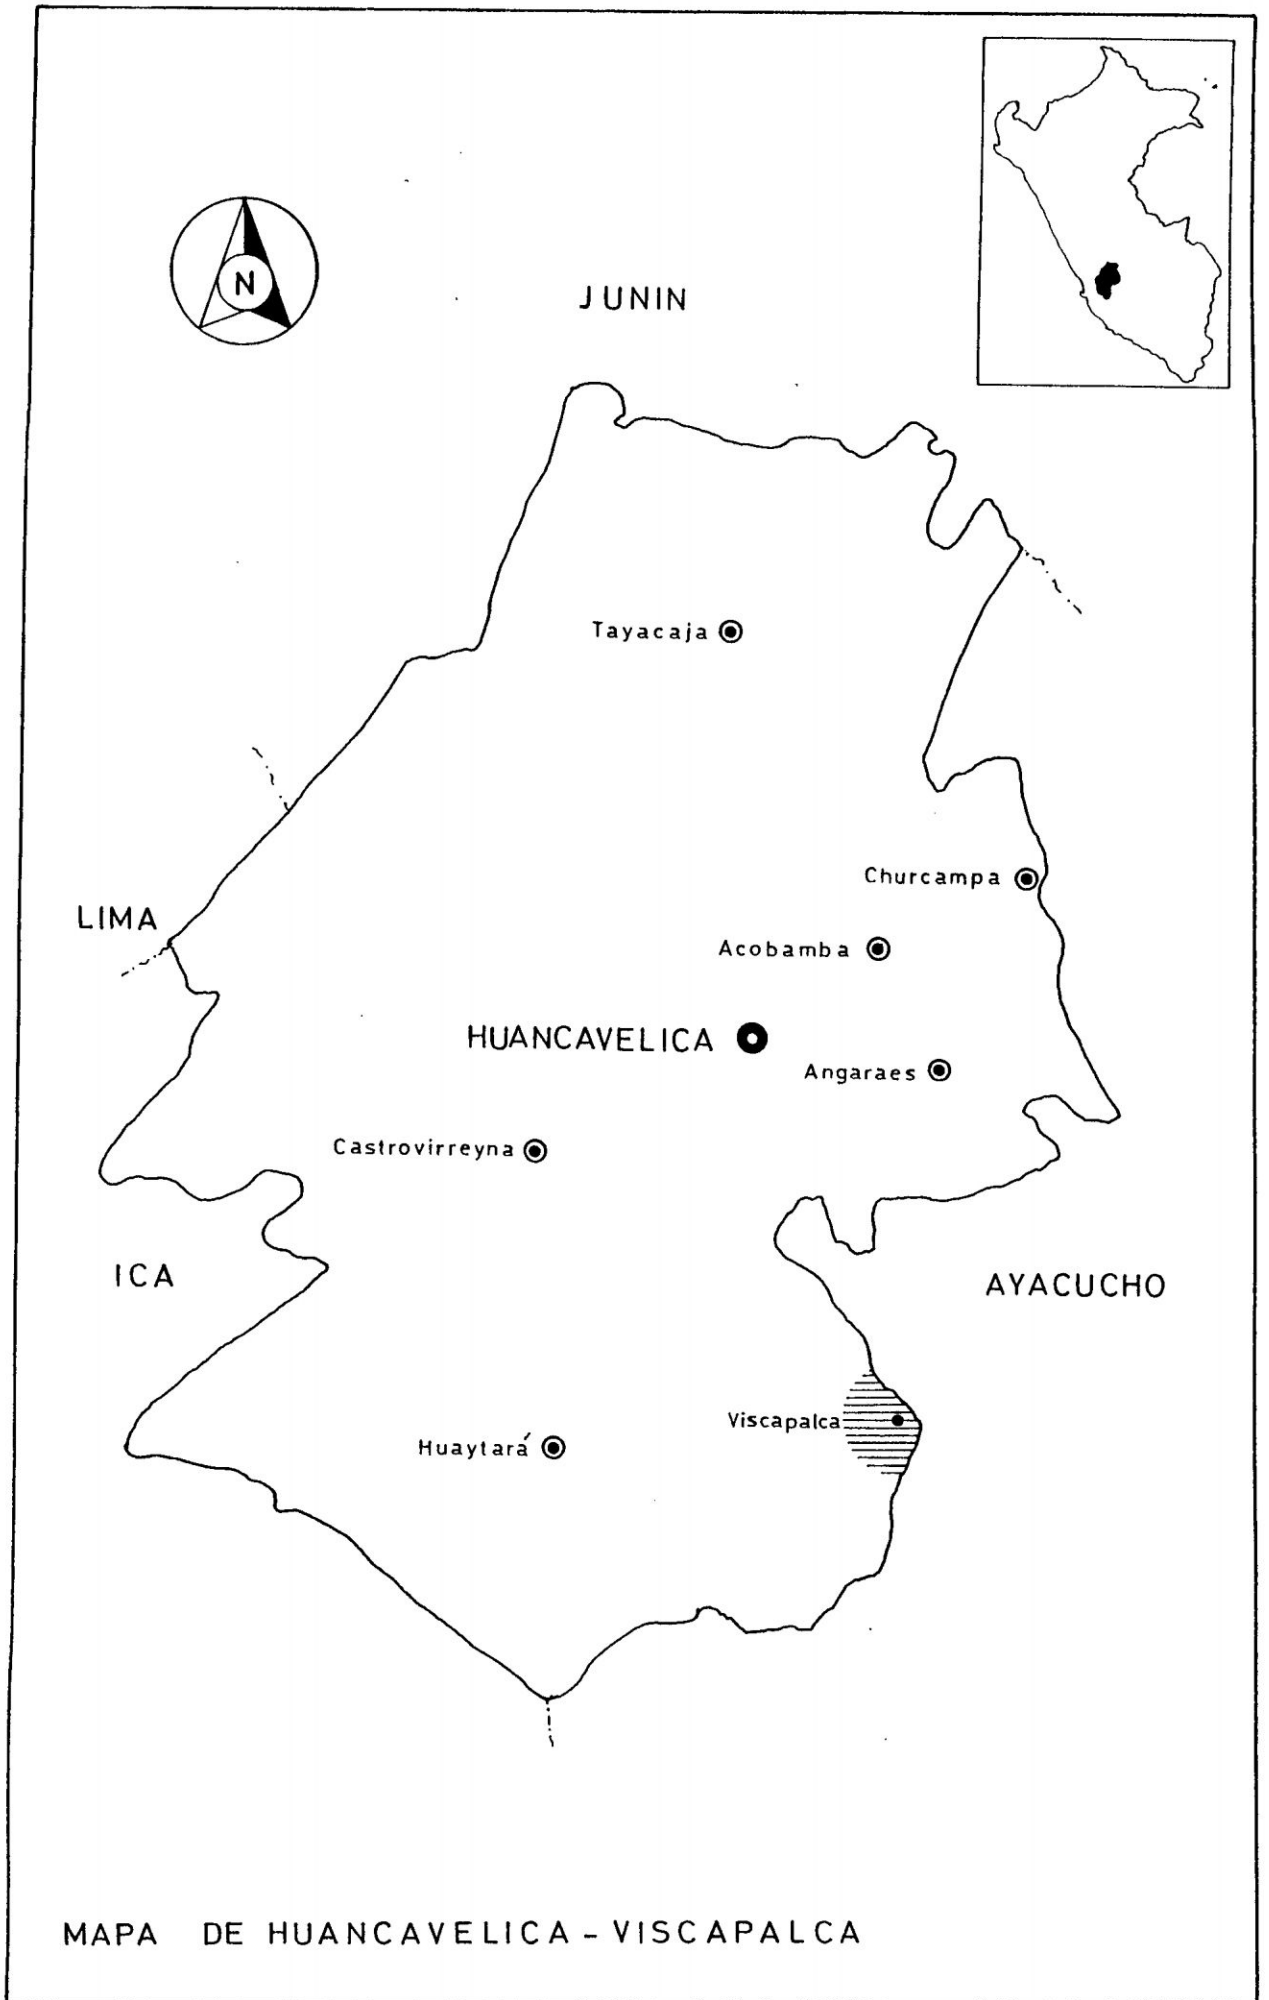 N
JUNIN
Tayacaja
Churcampa
LIMA
Acobamba
HUANCAVELICA
Angaraes
Castrovirreyna
ICA
AYACUCHO
Viscapalca
Huaytará
MAPA DE HUANCAVELICA - VISCAPALCA